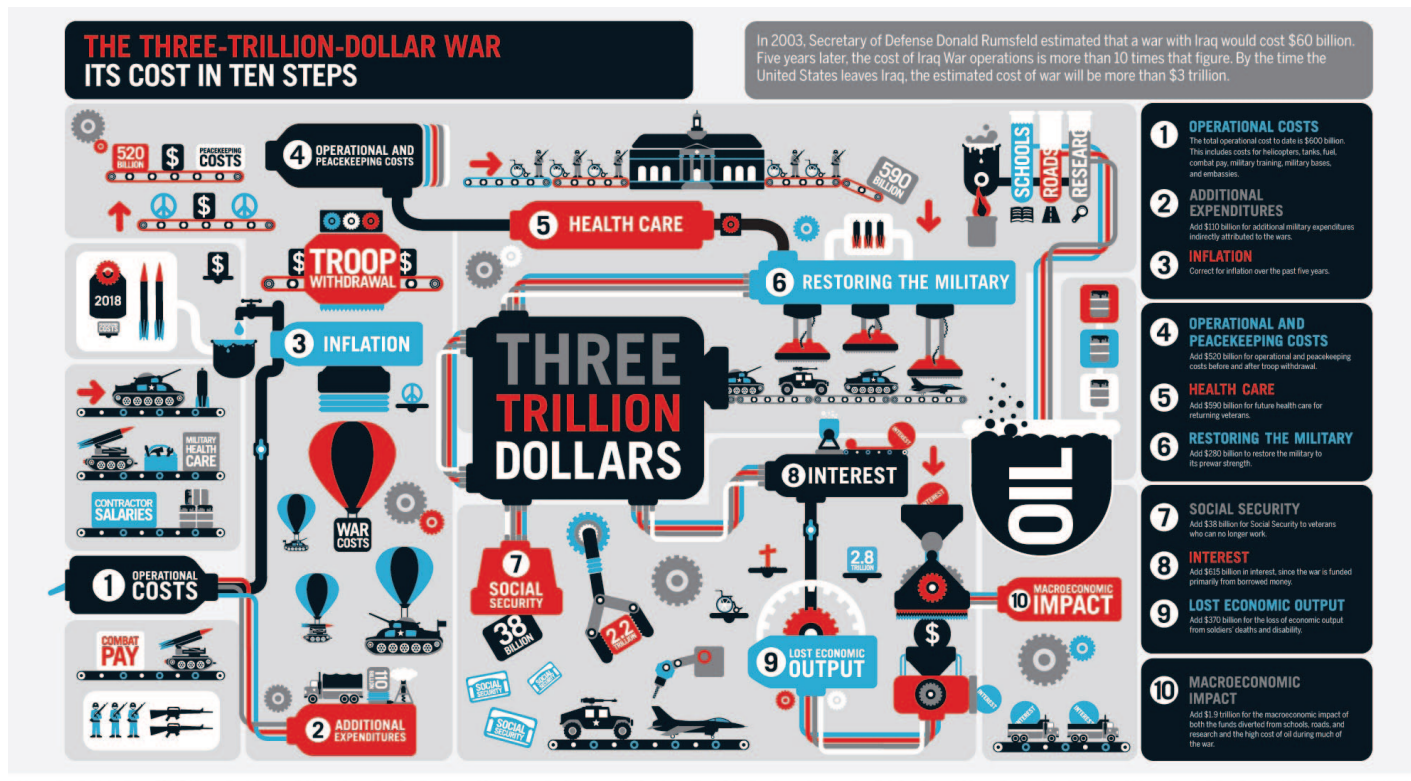 THE THREE-TRILLION-DOLLAR WAR
ITS COST IN TEN STEPS
In 2003, Secretary of Defense Donald Rumsfeld estimated that a war with Iraq would cost $60 billion.
Five years later, the cost of Iraq War operations is more than 10 times that figure. By the time the
United States leaves Iraq, the estimated cost of war will be more than $3 trillion.
520
BILLION
$
PEACEKEEPING
COSTS
$
4 OPERATIONAL AND
PEACEKEEPING COSTS
590
BILLION
SCHOOLS
ROADS
RESEARC
5 HEALTH CARE
$ TROOP $
WITHDRAWAL
6 RESTORING THE MILITARY
2018
$
3 INFLATION
THREE
TRILLION
DOLLARS
MILITARY
HEALTH
CARE
CONTRACTOR
SALARIES
WAR
COSTS
OIL
INTEREST
8 INTEREST
INTEREST
1 OPERATIONAL
COSTS
7
SOCIAL
SECURITY
38
BILLION
2.2
TRILLION
2.8
TRILLION
10 MACROECONOMIC
IMPACT
$
COMBAT
PAY
110
BILLION
2 ADDITIONAL
EXPENDITURES
SOCIAL
SECURITY
SOCIAL
SECURITY
SOCIAL
SECURITY
9 LOST ECONOMIC
OUTPUT
INTEREST
INTEREST
INTEREST
1 OPERATIONAL COSTS
The total operational cost to date is $600 billion.
This includes costs for helicopters, tanks, fuel,
combat pay, military training, military bases,
and embassies.
2 ADDITIONAL
EXPENDITURES
Add $110 billion for additional military expenditures
indirectly attributed to the wars.
3 INFLATION
Correct for inflation over the past five years.
4 OPERATIONAL AND
PEACEKEEPING COSTS
Add $520 billion for operational and peacekeeping
costs before and after troop withdrawal.
5 HEALTH CARE
Add $590 billion for future health care for
returning veterans.
6 RESTORING THE MILITARY
Add $280 billion to restore the military to
its prewar strength.
7 SOCIAL SECURITY
Add $38 billion for Social Security to veterans
who can no longer work.
8 INTEREST
Add $615 billion in interest, since the war is funded
primarily from borrowed money.
9 LOST ECONOMIC OUTPUT
Add $370 billion for the loss of economic output
from soldiers' deaths and disability.
10 MACROECONOMIC
IMPACT
Add $1.9 trillion for the macroeconomic impact of
both the funds diverted from schools, roads, and
research and the high cost of oil during much of
the war.